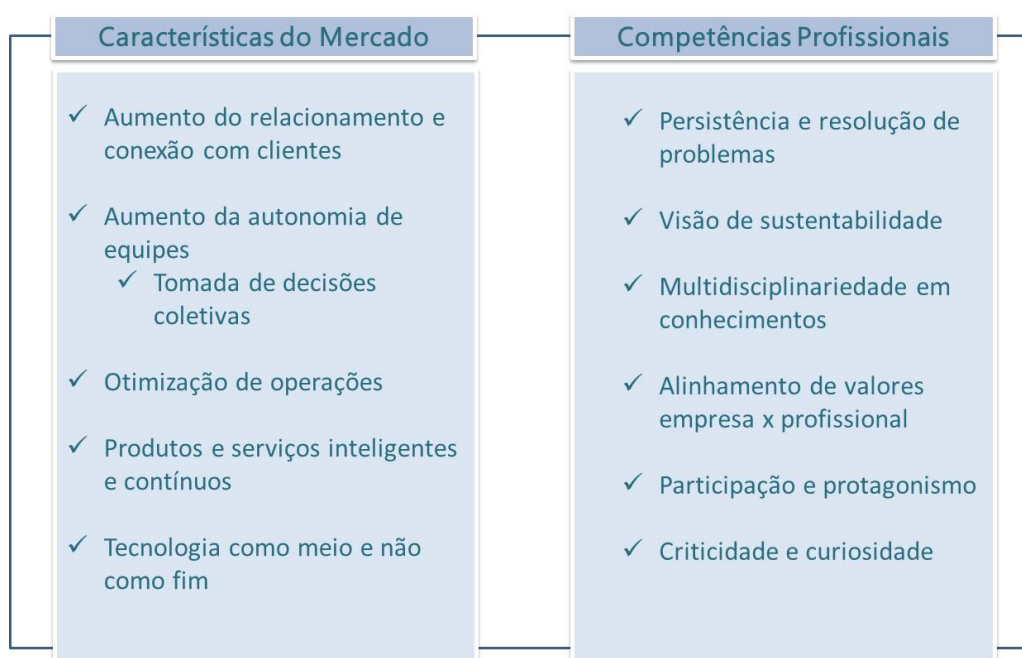 Características do Mercado
✓ Aumento do relacionamento e
conexão com clientes
✓ Aumento da autonomia de
equipes
✓ Tomada de decisões
coletivas
✓ Otimização de operações
✓ Produtos e serviços inteligentes
e contínuos
✓ Tecnologia como meio e não
como fim
Competências Profissionais
✓ Persistência e resolução de
problemas
✓ Visão de sustentabilidade
✓ Multidisciplinariedade em
conhecimentos
✓ Alinhamento de valores
empresa x profissional
✓ Participação e protagonismo
✓ Criticidade e curiosidade